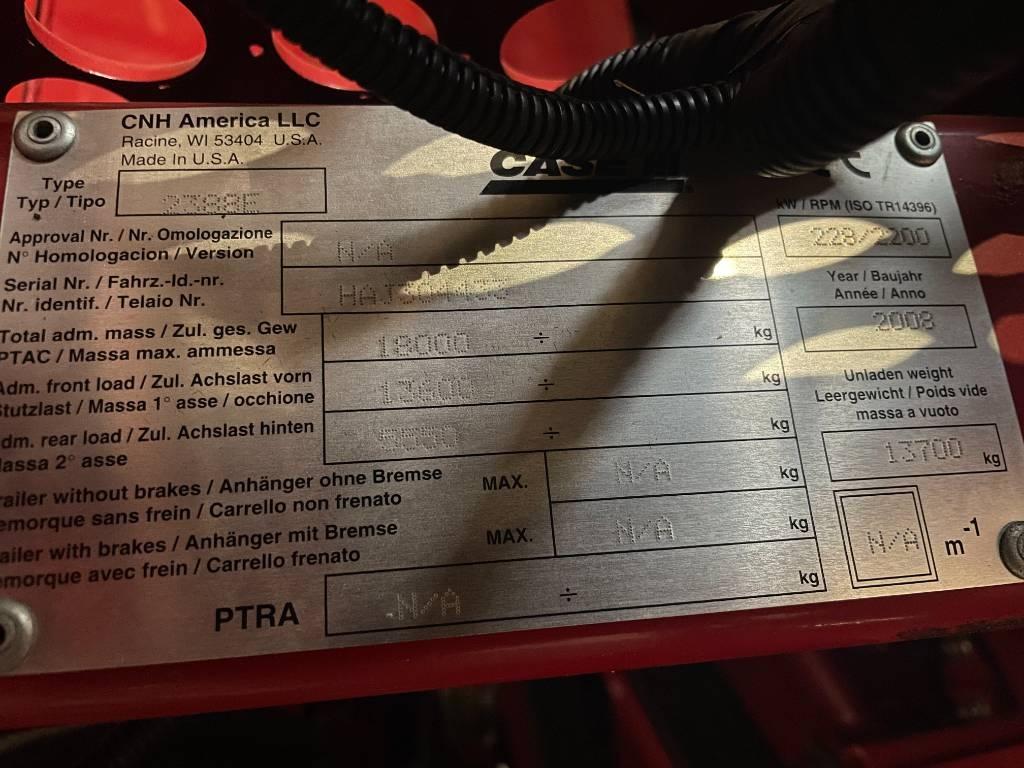 CNH America LLC
Racine, WI 53404 U.S.A.
Made In U.S.A.
CASE
Type
Typ / Tipo
2388E
kW / RPM (ISO TR14396)
228/2200
Approval Nr. / Nr. Omologazione
N° Homologacion / Version
N/A
Serial Nr. / Fahrz.-Id.-nr.
Nr. identif. / Telaio Nr.
Year / Baujahr
Année / Anno
2008
Total adm. mass / Zul. ges. Gew
PTAC / Massa max. ammessa
18000 ÷ kg
Adm. front load / Zul. Achslast vorn
Stutzlast / Massa 1° asse / occhione
13600 ÷ kg
Unladen weight
Leergewicht / Poids vide
massa a vuoto
13700 kg
dm. rear load / Zul. Achslast hinten
assa 2° asse
÷ kg
railer without brakes / Anhänger ohne Bremse
emorque sans frein / Carrello non frenato
MAX. N/A kg
ailer with brakes / Anhänger mit Bremse
morque avec frein / Carrello frenato
MAX. N/A kg
N/A m-1
PTRA
N/A ÷ kg